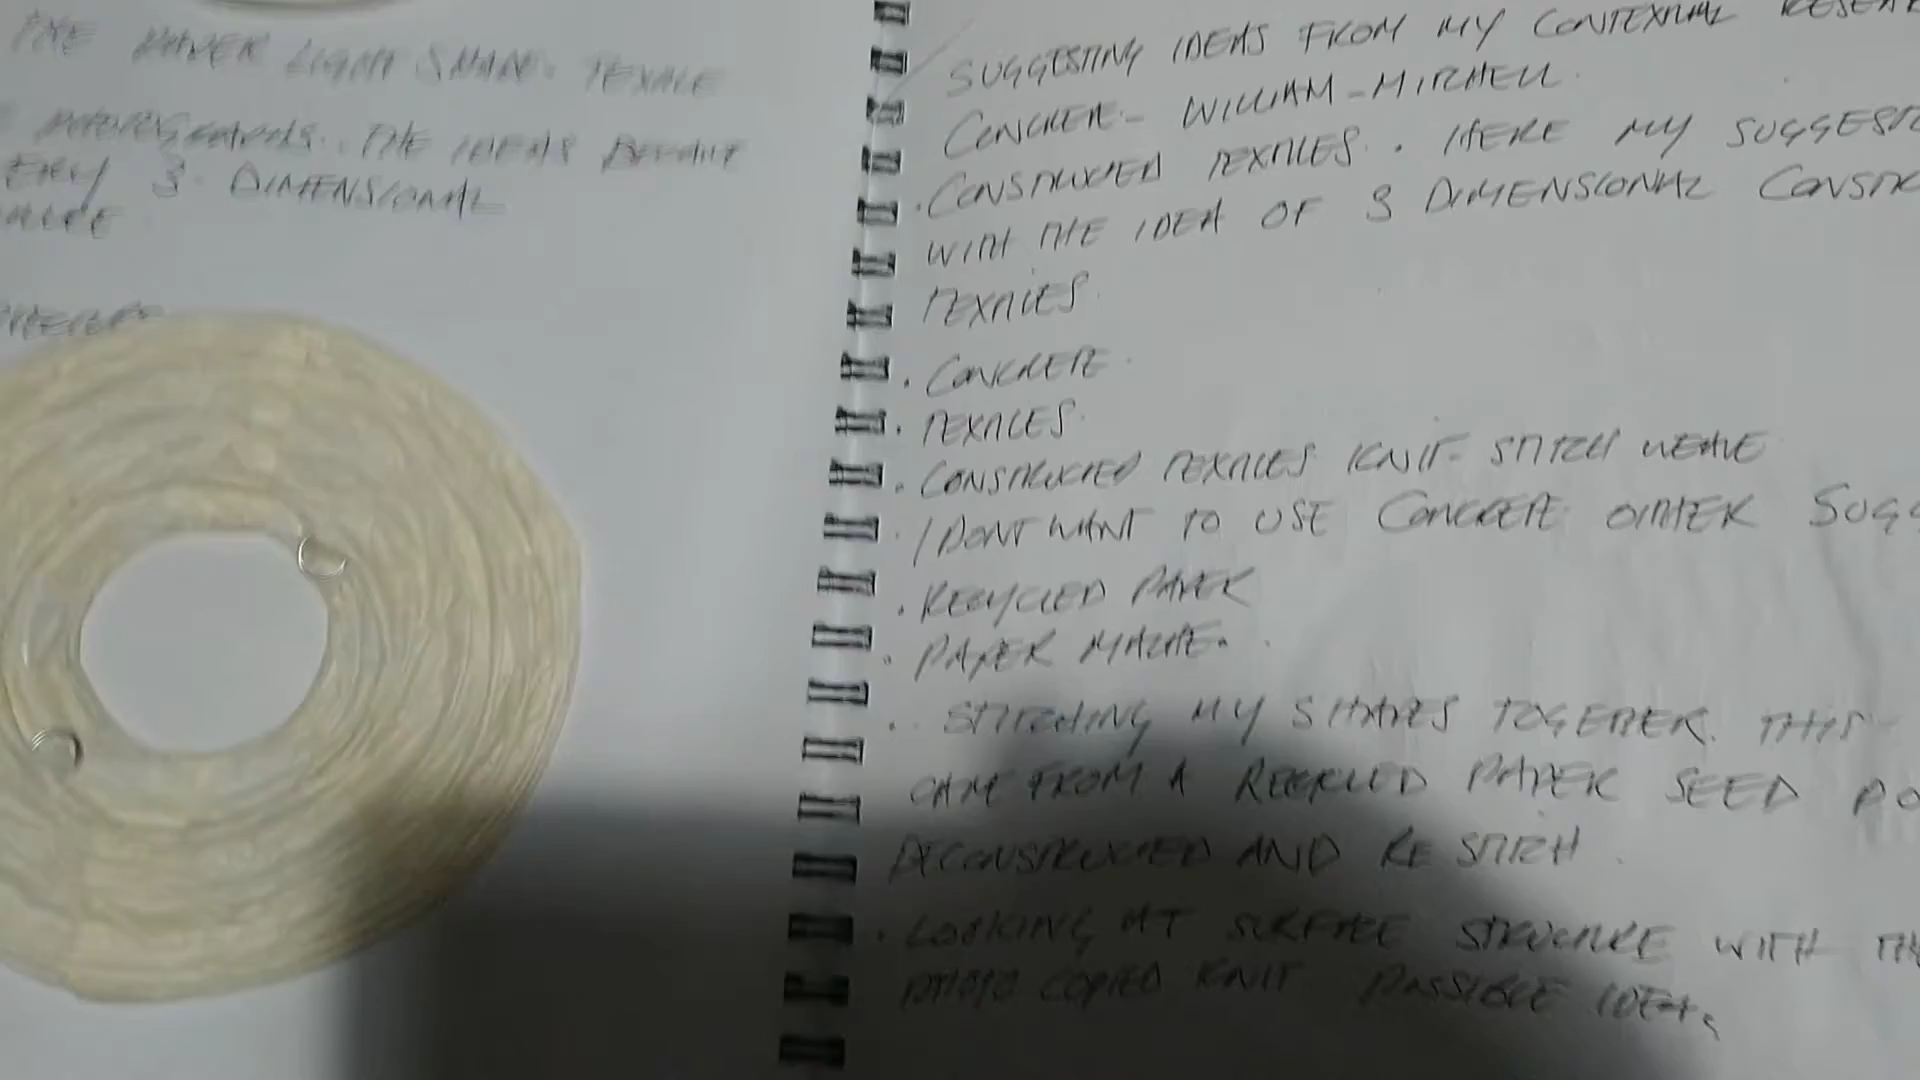 THE PAPER LIGHT SHADE. TEXTILE
PHOTOGRAPHS. THE IDEAS BECAME
3 DIMENSIONAL
SUGGESTING IDEAS FROM MY CONTEXTUAL
CONCRETE - WILLIAM - MITCHELL.
. CONSTRUCTED TEXTILES. HERE MY
WITH THE IDEA OF 3 DIMENSIONAL
TEXTILES.
. CONCRETE.
. TEXTILES.
. CONSTRUCTED TEXTILES KNIT- STITCH WEAVE
. I DONT WANT TO USE CONCRETE. OTHER
. RECYCLED PAPER
. PAPER MACHE.
. STITCHING MY SHAPES TOGETHER. THIS
CAME FROM A RECYCLED PAPER SEED
DECONSTRUCTED AND RE STITCH.
. LOOKING AT SURFACE STRUCTURE WITH
PHOTO COPIED KNIT. POSSIBLE IDEA.